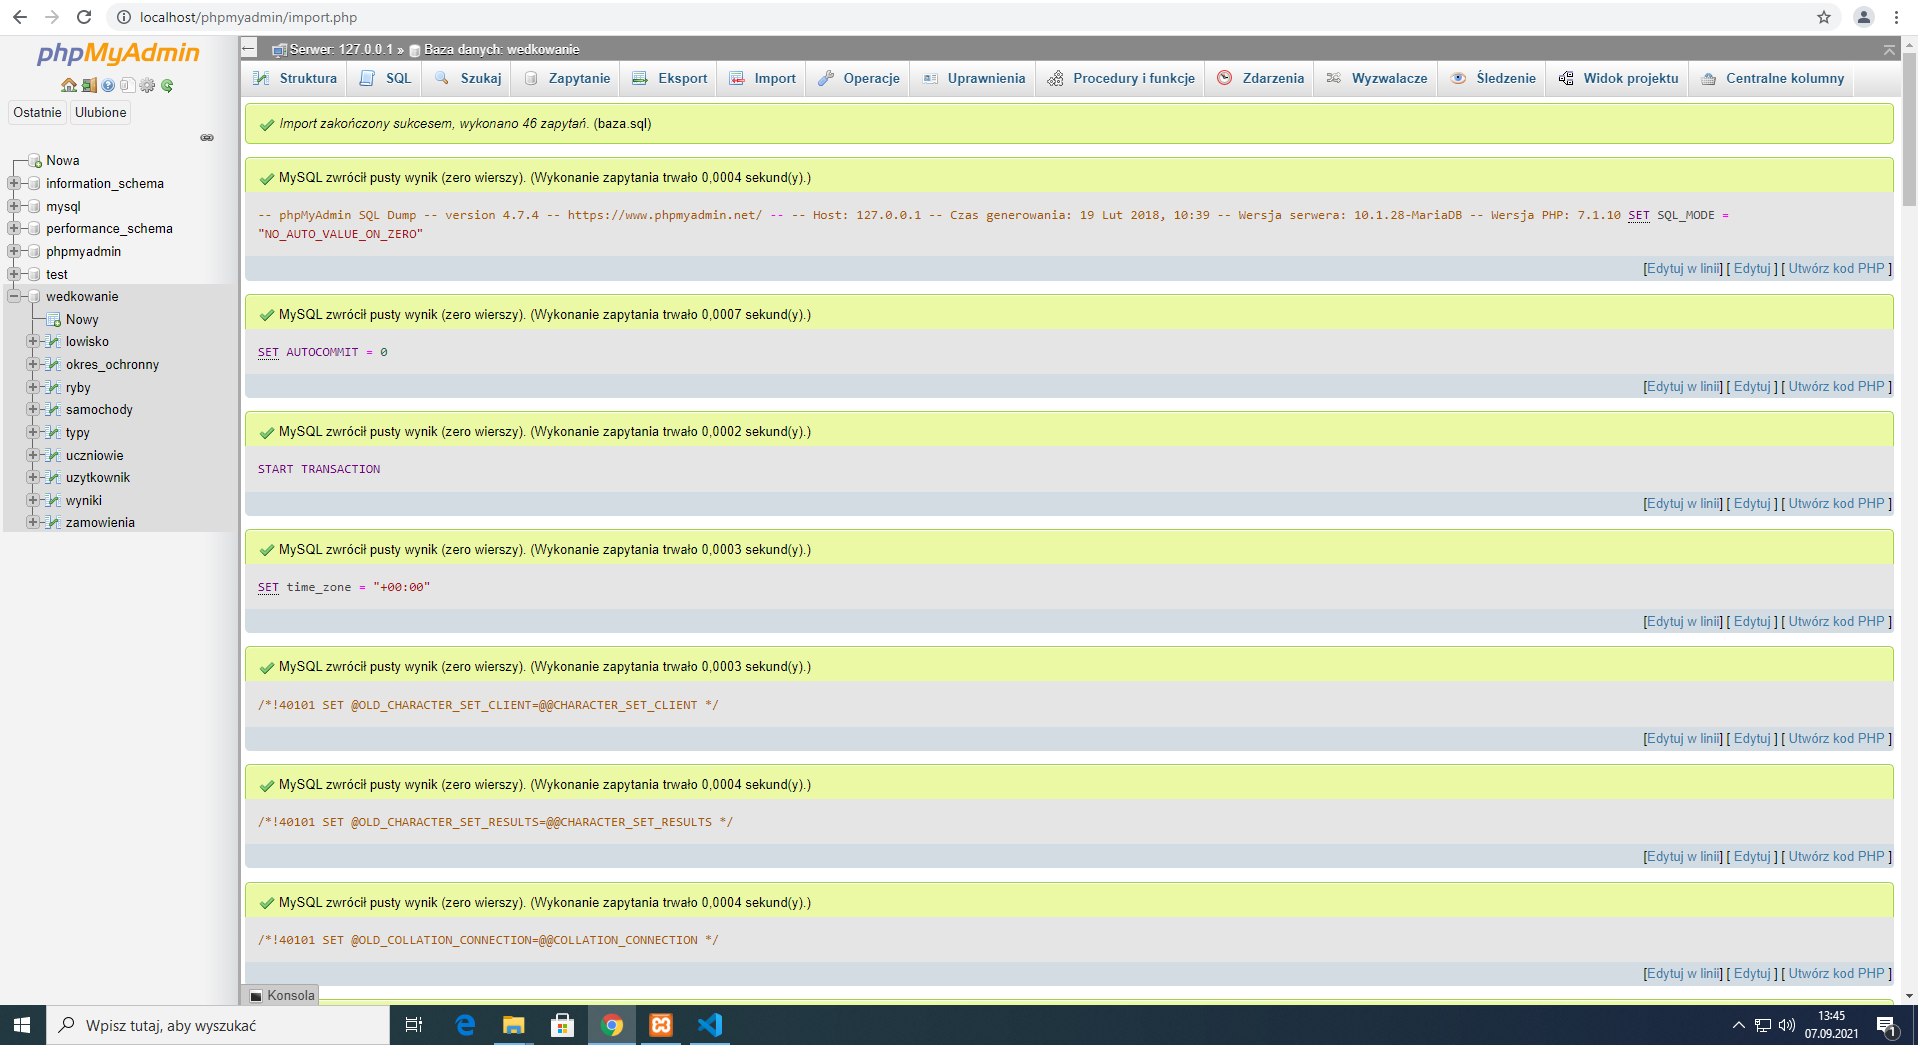 localhost/phpmyadmin/import.php
phpMyAdmin
Ostatnie
Ulubione
Nowa
information_schema
mysql
performance_schema
phpmyadmin
test
wedkowanie
Nowy
lowisko
okres_ochronny
ryby
samochody
typy
uczniowie
uzytkownik
wyniki
zamowienia
Serwer: 127.0.0.1 » Baza danych: wedkowanie
Struktura SQL Szukaj Zapytanie Eksport Import Operacje Uprawnienia Procedury i funkcje Zdarzenia Wyzwalacze Śledzenie Widok projektu Centralne kolumny
Import zakończony sukcesem, wykonano 46 zapytań. (baza.sql)
MySQL zwrócił pusty wynik (zero wierszy). (Wykonanie zapytania trwało 0,0004 sekund(y).)
-- phpMyAdmin SQL Dump -- version 4.7.4 -- https://www.phpmyadmin.net/ -- -- Host: 127.0.0.1 -- Czas generowania: 19 Lut 2018, 10:39 -- Wersja serwera: 10.1.28-MariaDB -- Wersja PHP: 7.1.10 SET SQL_MODE =
"NO_AUTO_VALUE_ON_ZERO"
[Edytuj w linii] [ Edytuj ] [ Utwórz kod PHP ]
MySQL zwrócił pusty wynik (zero wierszy). (Wykonanie zapytania trwało 0,0007 sekund(y).)
SET AUTOCOMMIT = 0
[Edytuj w linii] [ Edytuj ] [ Utwórz kod PHP ]
MySQL zwrócił pusty wynik (zero wierszy). (Wykonanie zapytania trwało 0,0002 sekund(y).)
START TRANSACTION
[Edytuj w linii] [ Edytuj ] [ Utwórz kod PHP ]
MySQL zwrócił pusty wynik (zero wierszy). (Wykonanie zapytania trwało 0,0003 sekund(y).)
SET time_zone = "+00:00"
[Edytuj w linii] [ Edytuj ] [ Utwórz kod PHP ]
MySQL zwrócił pusty wynik (zero wierszy). (Wykonanie zapytania trwało 0,0003 sekund(y).)
/*!40101 SET @OLD_CHARACTER_SET_CLIENT=@@CHARACTER_SET_CLIENT */
[Edytuj w linii] [ Edytuj ] [ Utwórz kod PHP ]
MySQL zwrócił pusty wynik (zero wierszy). (Wykonanie zapytania trwało 0,0004 sekund(y).)
/*!40101 SET @OLD_CHARACTER_SET_RESULTS=@@CHARACTER_SET_RESULTS */
[Edytuj w linii] [ Edytuj ] [ Utwórz kod PHP ]
MySQL zwrócił pusty wynik (zero wierszy). (Wykonanie zapytania trwało 0,0004 sekund(y).)
/*!40101 SET @OLD_COLLATION_CONNECTION=@@COLLATION_CONNECTION */
[Edytuj w linii] [ Edytuj ] [ Utwórz kod PHP ]
Konsola
Wpisz tutaj, aby wyszukać
13:45
07.09.2021
1